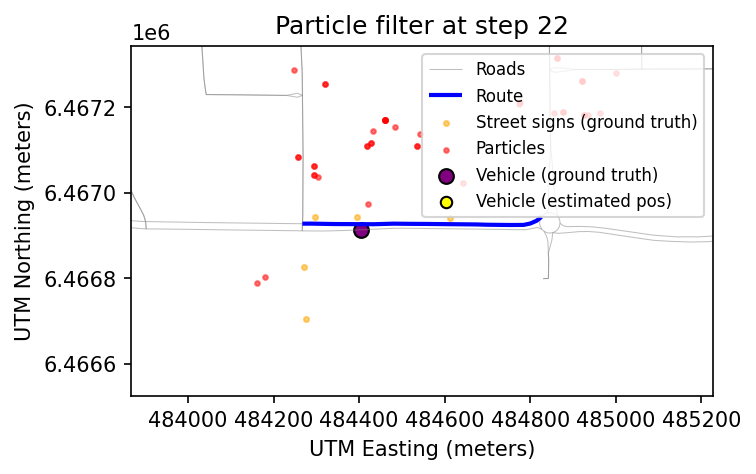 Particle filter at step 22
1e6
Roads
Route
Street signs (ground truth)
Particles
Vehicle (ground truth)
Vehicle (estimated pos)
6.4672
6.4670
6.4668
6.4666
UTM Northing (meters)
484000 484200 484400 484600 484800 485000 485200
UTM Easting (meters)